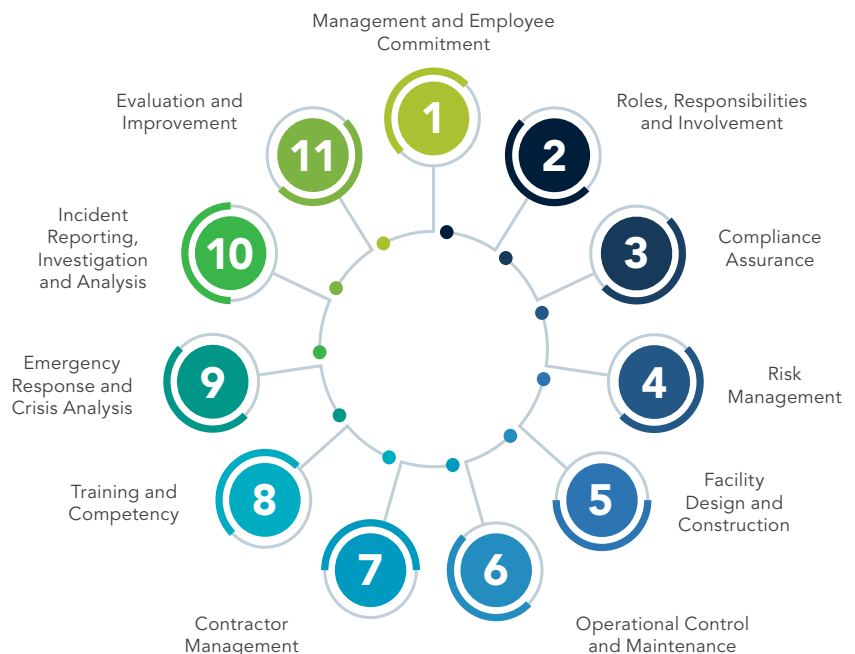 Management and Employee
Commitment
1
Roles, Responsibilities
and Involvement
2
Compliance
Assurance
3
Risk
Management
4
Facility
Design and
Construction
5
Operational Control
and Maintenance
6
Contractor
Management
7
Training and
Competency
8
Emergency
Response and
Crisis Analysis
9
Incident
Reporting,
Investigation
and Analysis
10
Evaluation and
Improvement
11